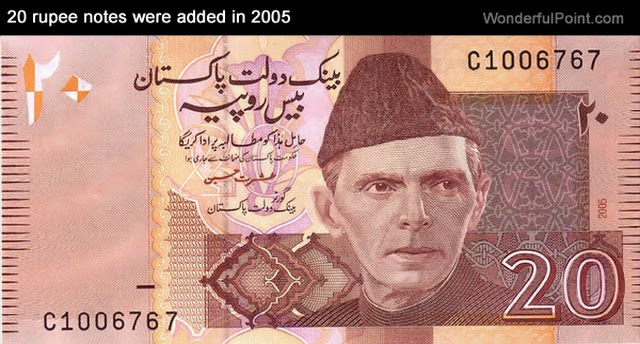 20 rupee notes were added in 2005
WonderfulPoint.com
C1006767
بینک دولت پاکستان
بیس روپیہ
حامل ہذا کو مطالبہ پر ادا کریگا
حکومت پاکستان کی ضمانت سے جاری ہوا
عشرت حسین
گورنر
بینک دولت پاکستان
۲۰
۲۰
2005
20
C1006767